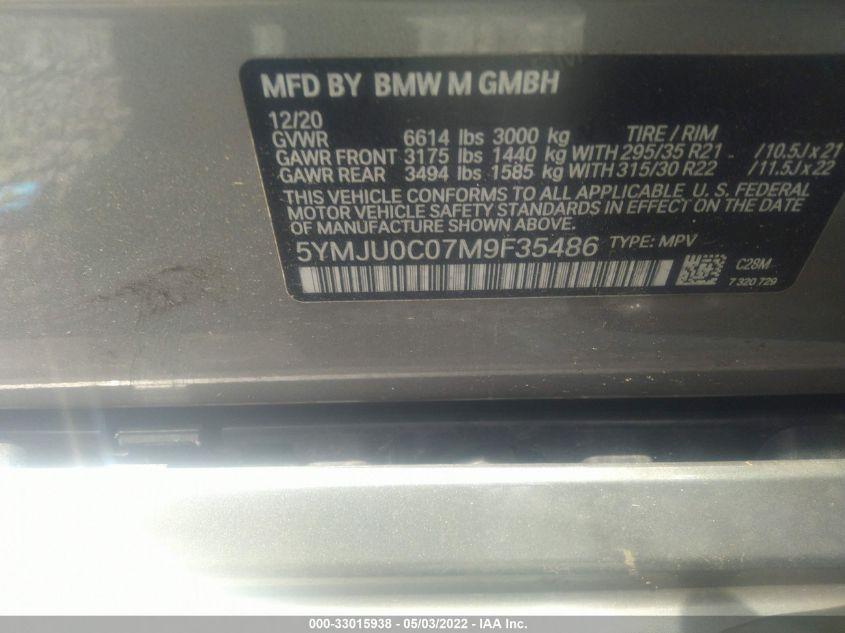 MFD BY BMW M GMBH
12/20
GVWR 6614 lbs 3000 kg TIRE / RIM
GAWR FRONT 3175 lbs 1440 kg WITH 295/35 R21 /10.5J x 21
GAWR REAR 3494 lbs 1585 kg WITH 315/30 R22 /11.5J x 22
THIS VEHICLE CONFORMS TO ALL APPLICABLE U. S. FEDERAL
MOTOR VEHICLE SAFETY STANDARDS IN EFFECT ON THE DATE
OF MANUFACTURE SHOWN ABOVE.
5YMJU0C07M9F35486 TYPE: MPV
C28M
7 320 729
000-33015938 - 05/03/2022 - IAA Inc.